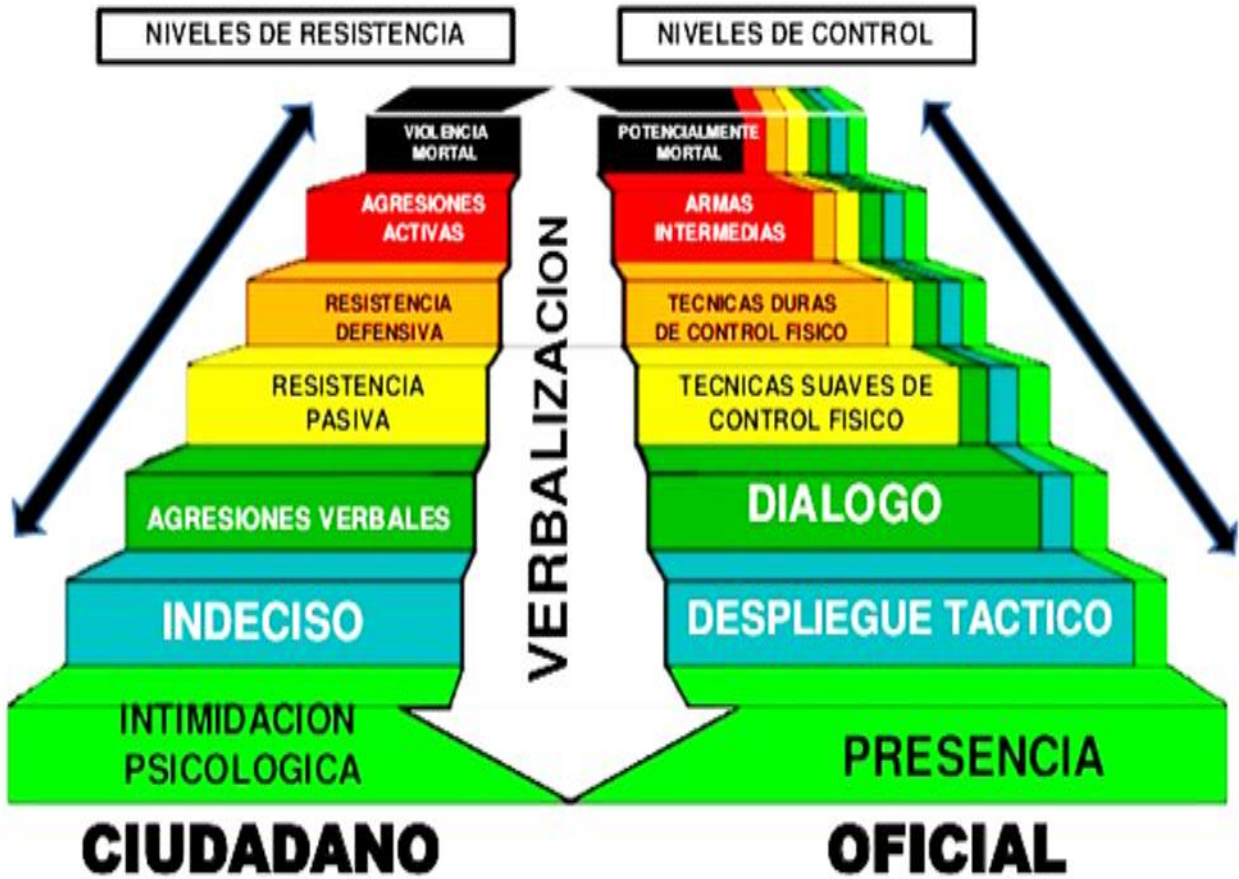 NIVELES DE RESISTENCIA
NIVELES DE CONTROL
VIOLENCIA
MORTAL
POTENCIALMENTE
MORTAL
AGRESIONES
ACTIVAS
ARMAS
INTERMEDIAS
RESISTENCIA
DEFENSIVA
TECNICAS DURAS
DE CONTROL FISICO
RESISTENCIA
PASIVA
TECNICAS SUAVES DE
CONTROL FISICO
AGRESIONES VERBALES
DIALOGO
INDECISO
DESPLIEGUE TACTICO
INTIMIDACION
PSICOLOGICA
PRESENCIA
VERBALIZACION
CIUDADANO
OFICIAL